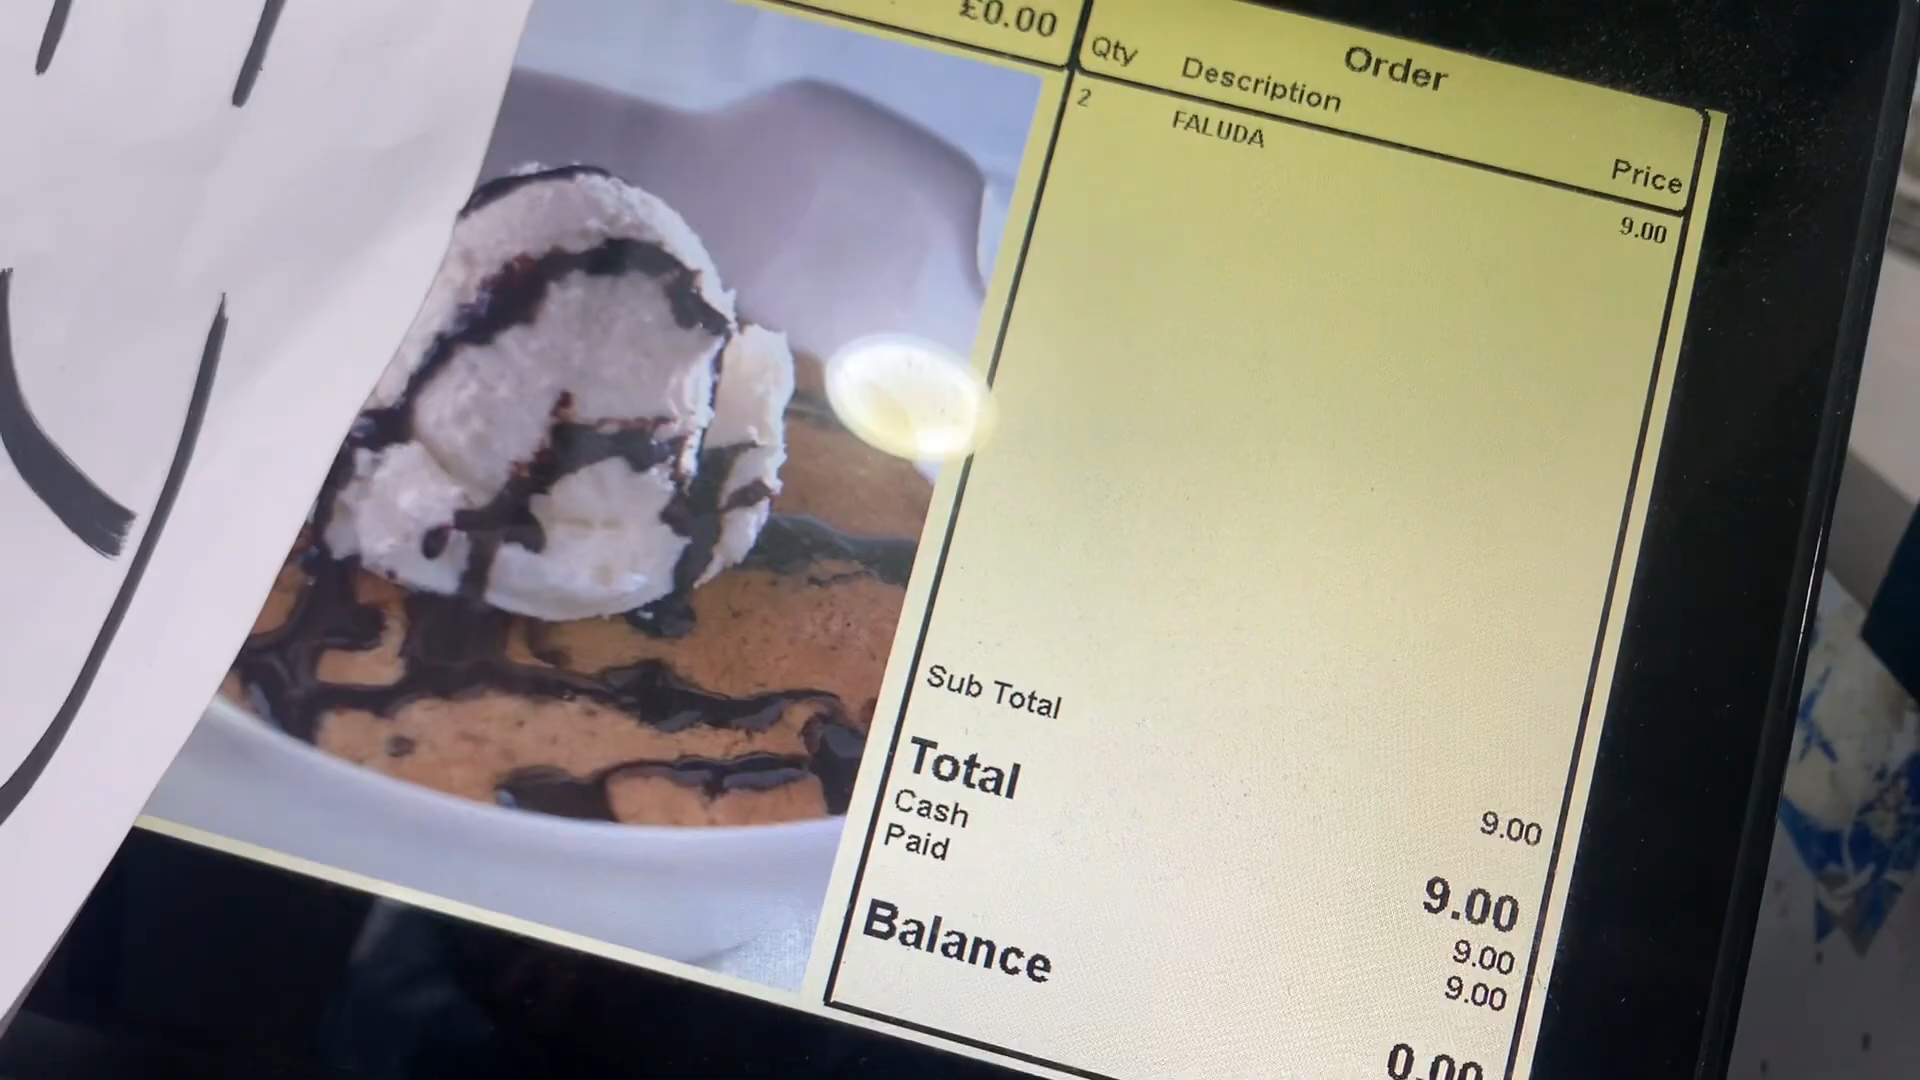 £0.00
Order
Qty Description Price
2 FALUDA 9.00
Sub Total 9.00
Total 9.00
Cash 9.00
Paid 9.00
Balance 0.00